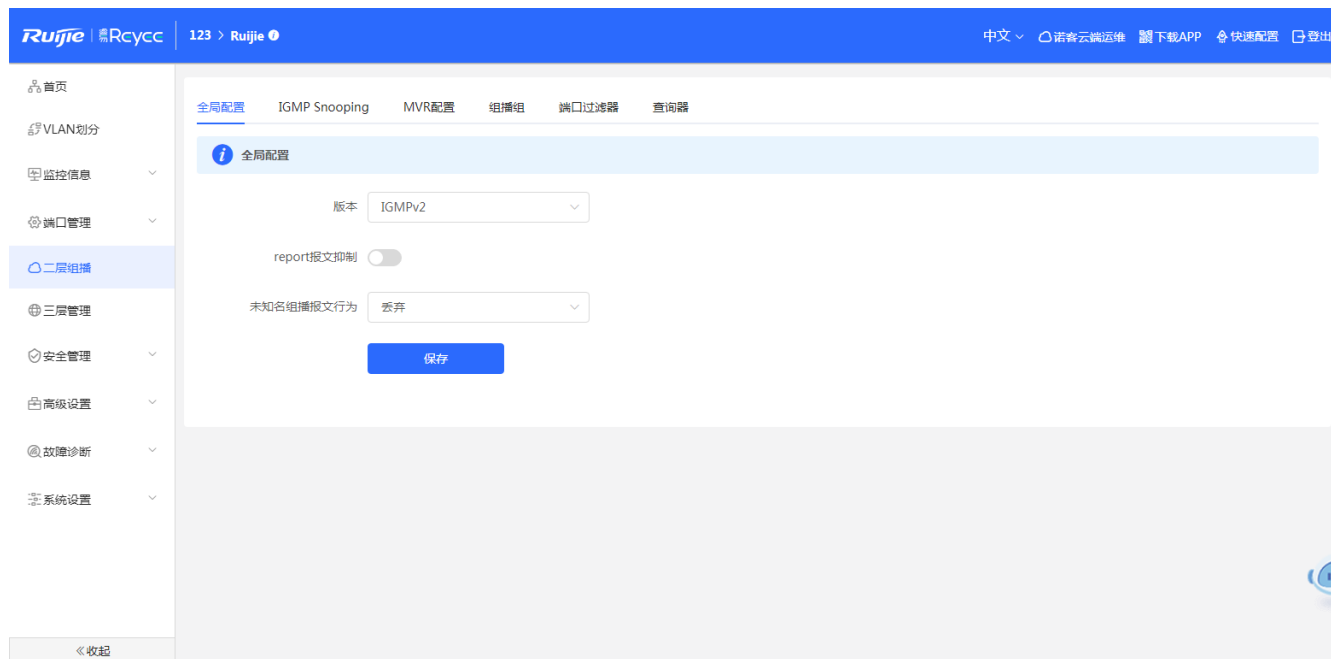 Ruijie 睿易Reyee 123 > Ruijie
中文 诺客云端运维 下载APP 快速配置 登出
首页
VLAN划分
监控信息
端口管理
二层组播
三层管理
安全管理
高级设置
故障诊断
系统设置
《收起
全局配置 IGMP Snooping MVR配置 组播组 端口过滤器 查询器
全局配置
版本 IGMPv2
report报文抑制
未知名组播报文行为 丢弃
保存